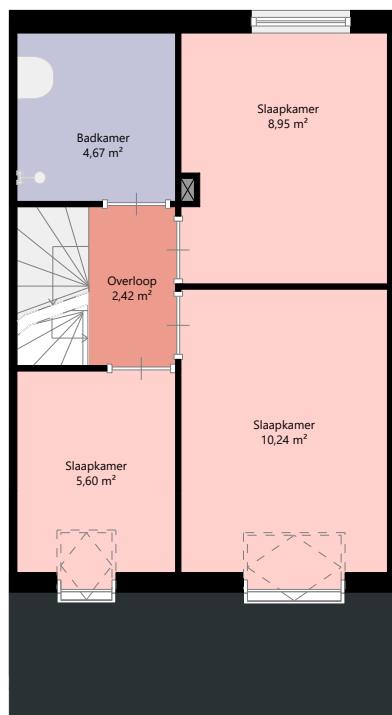 Slaapkamer
8,95 m²
Badkamer
4,67 m²
Overloop
2,42 m²
Slaapkamer
10,24 m²
Slaapkamer
5,60 m²